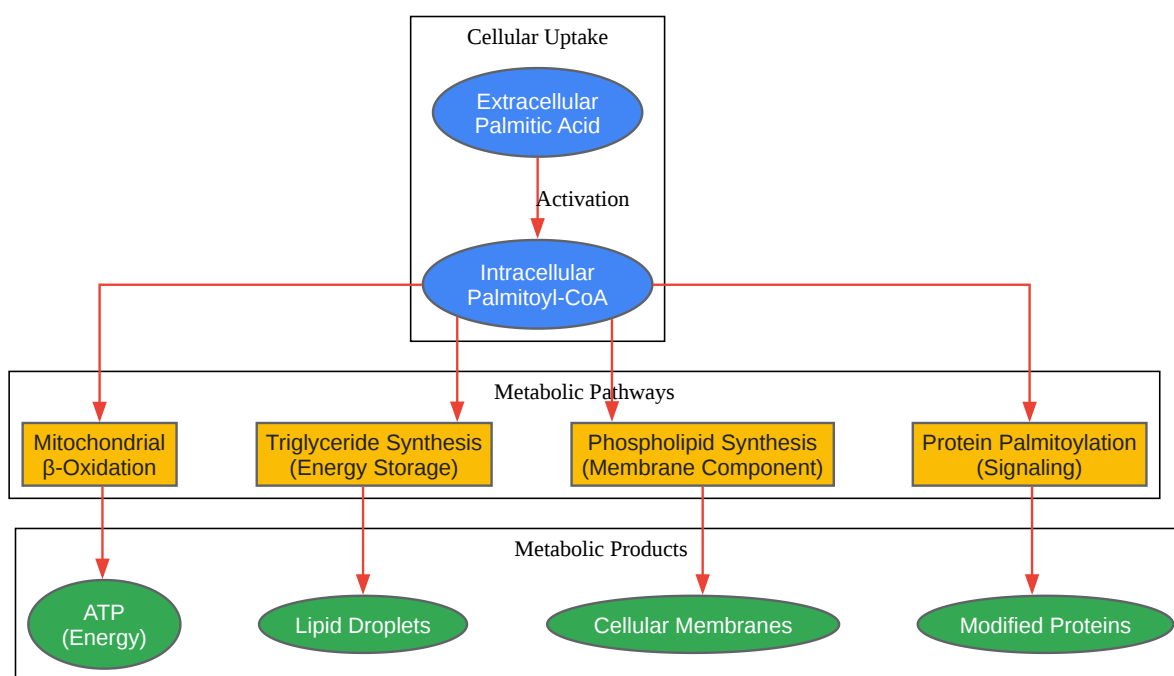 Cellular Uptake
Extracellular
Palmitic Acid
Activation
Intracellular
Palmitoyl-CoA
Metabolic Pathways
Mitochondrial
β-Oxidation
Triglyceride Synthesis
(Energy Storage)
Phospholipid Synthesis
(Membrane Component)
Protein Palmitoylation
(Signaling)
Metabolic Products
ATP
(Energy)
Lipid Droplets
Cellular Membranes
Modified Proteins